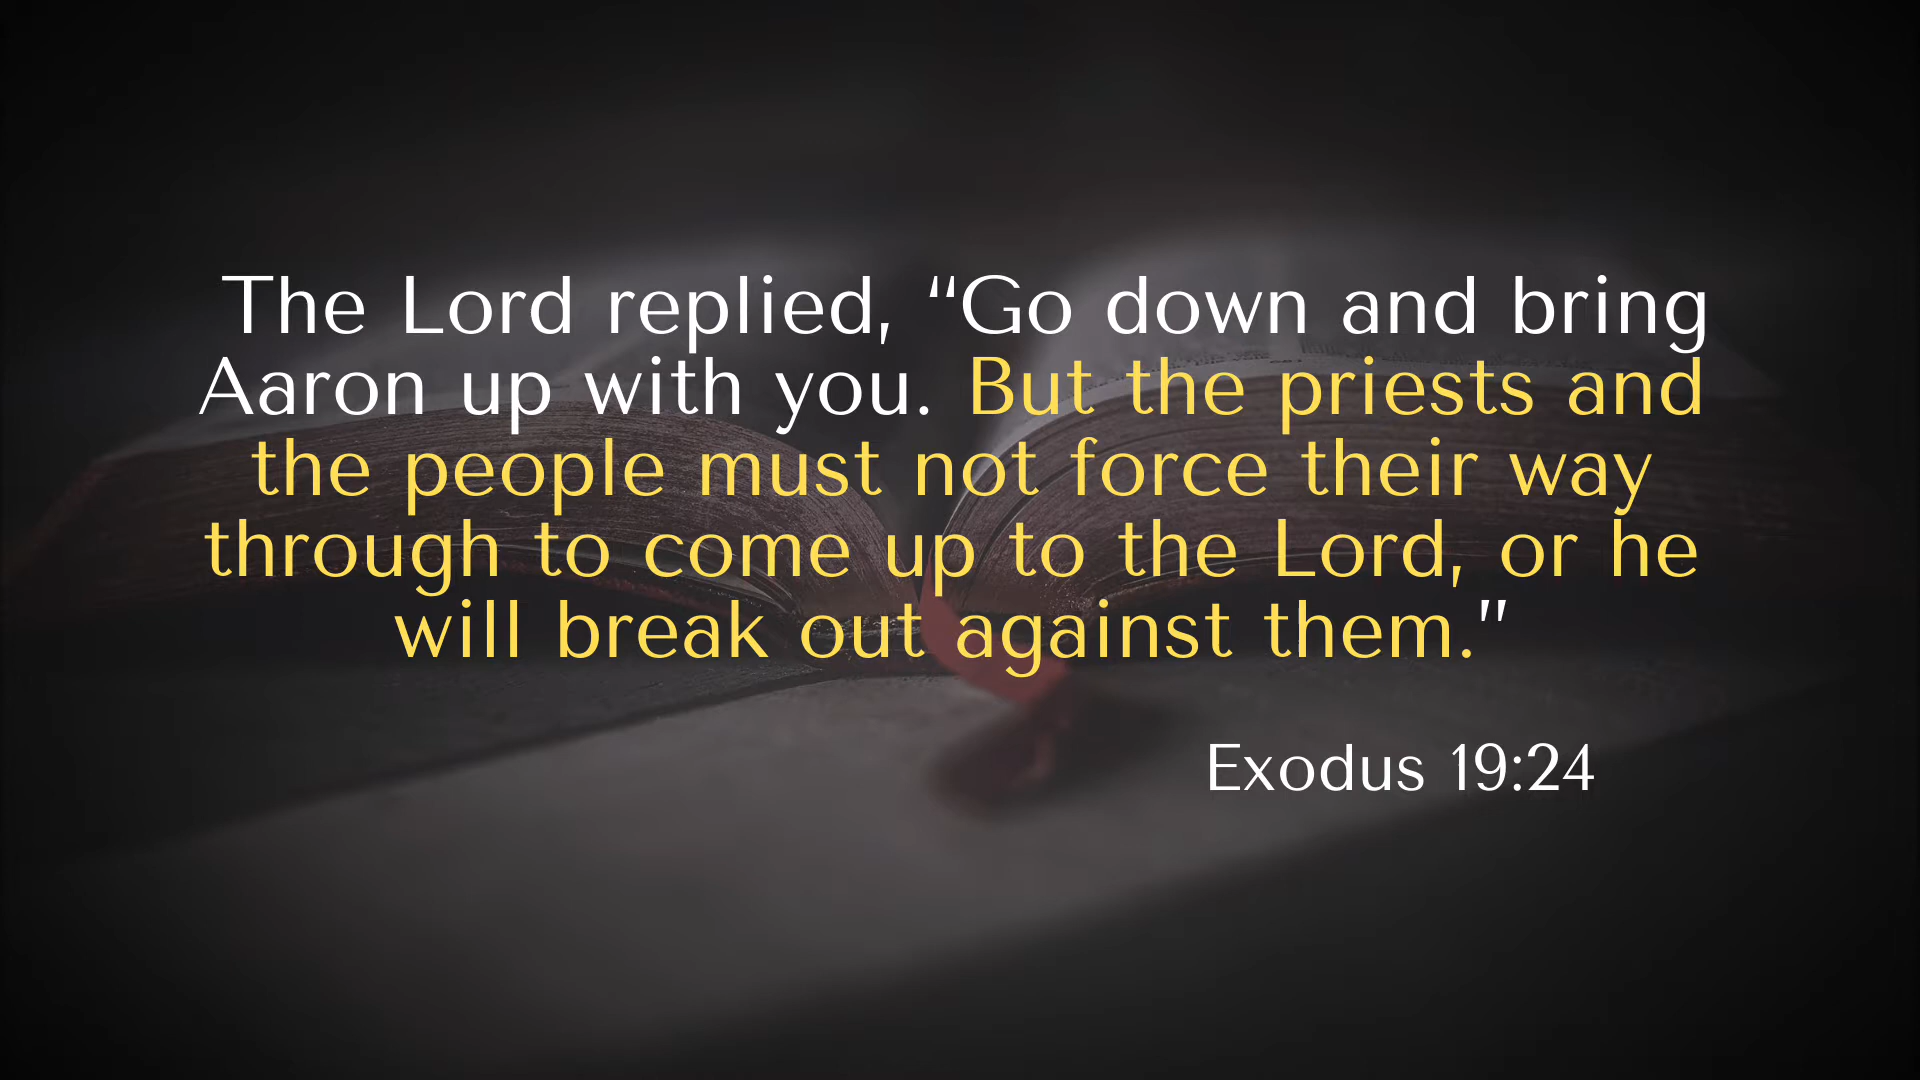 The Lord replied, “Go down and bring
Aaron up with you. But the priests and
the people must not force their way
through to come up to the Lord, or he
will break out against them.”
Exodus 19:24